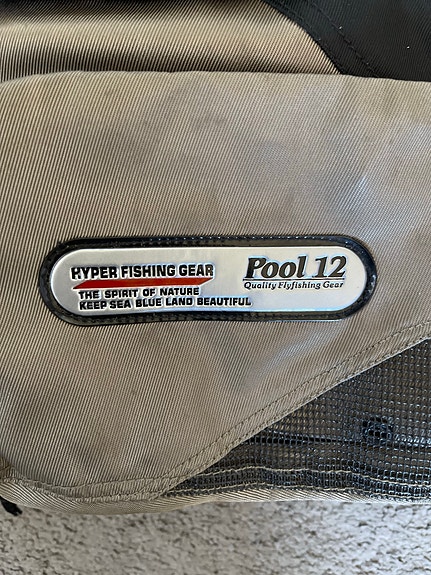 HYPER FISHING GEAR
THE SPIRIT OF NATURE
KEEP SEA BLUE LAND BEAUTIFUL
Pool 12
Quality Flyfishing Gear